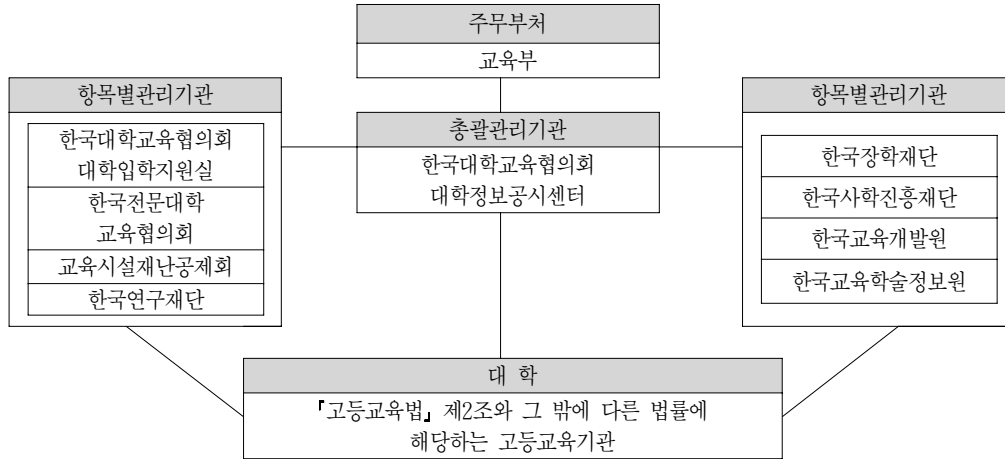 주무부처
교육부
항목별관리기관
한국대학교육협의회
대학입학지원실
한국전문대학
교육협의회
교육시설재난공제회
한국연구재단
총괄관리기관
한국대학교육협의회
대학정보공시센터
항목별관리기관
한국장학재단
한국사학진흥재단
한국교육개발원
한국교육학술정보원
대 학
『고등교육법』 제2조와 그 밖에 다른 법률에
해당하는 고등교육기관